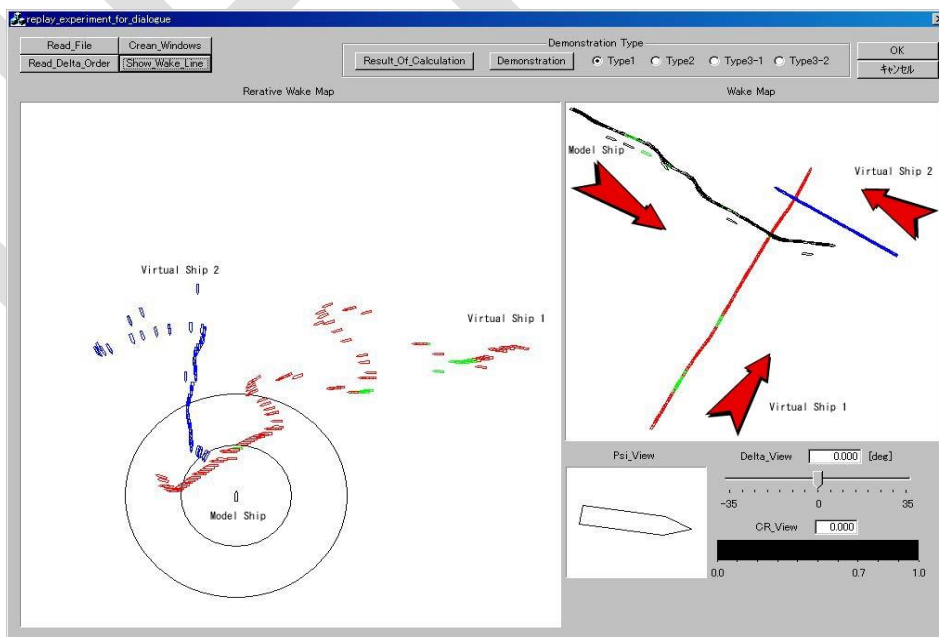 replay_experiment_for_dialogue
Read_File
Crean_Windows
Read_Delta_Order
Show_Wake_Line
Demonstration Type
Result_Of_Calculation
Demonstration
Type1
Type2
Type3-1
Type3-2
OK
キャンセル
Rerative Wake Map
Wake Map
Virtual Ship 2
Virtual Ship 1
Model Ship
Model Ship
Virtual Ship 2
Virtual Ship 1
Psi_View
Delta_View 0.000 [deg]
-35 0 35
CR_View 0.000
0.0 0.7 1.0